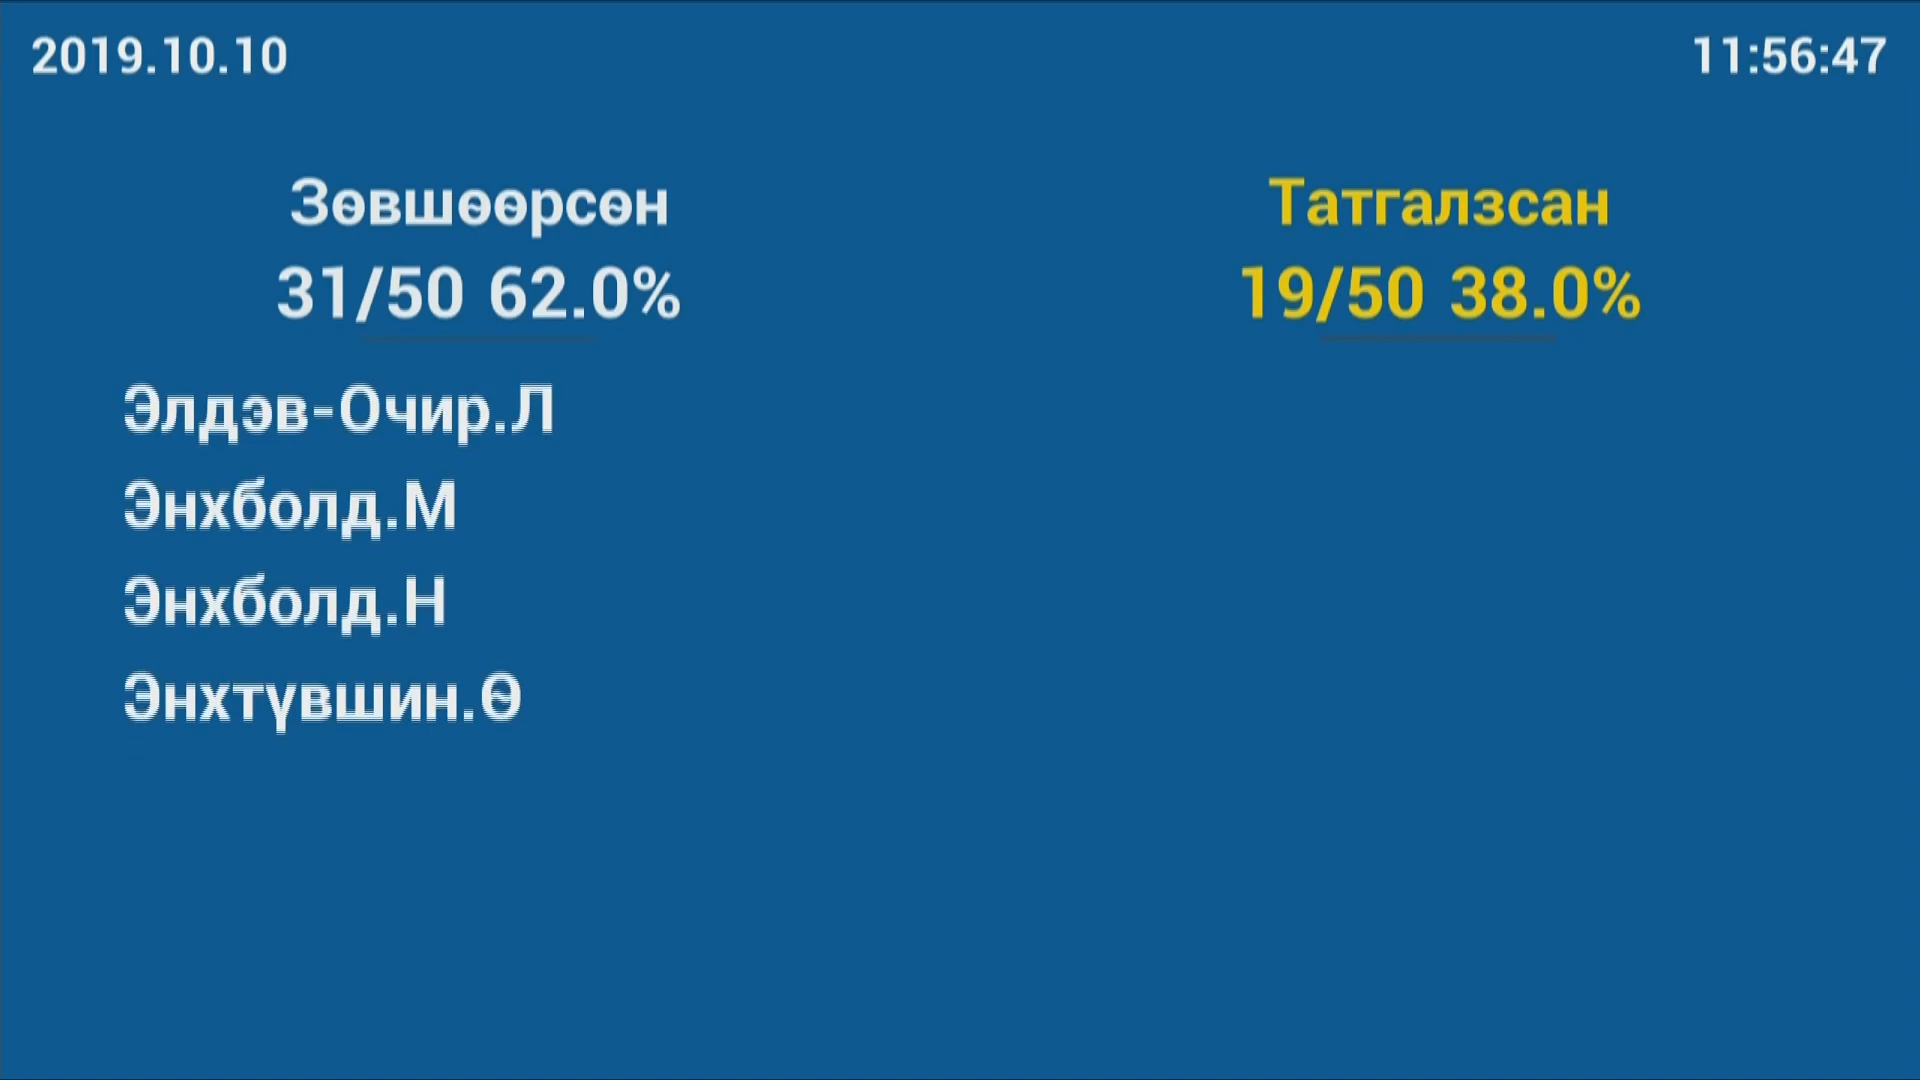 2019.10.10
11:56:47
Зөвшөөрсөн
31/50 62.0%
Татгалзсан
19/50 38.0%
Элдэв-Очир.Л
Энхболд.М
Энхболд.Н
Энхтүвшин.Ө